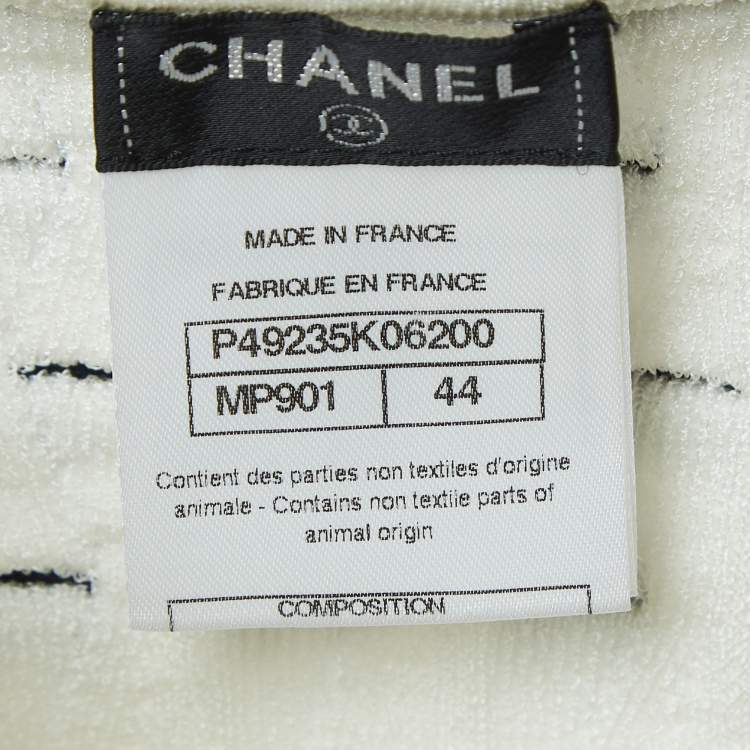 CHANEL
MADE IN FRANCE
FABRIQUE EN FRANCE
P49235K06200
MP901 44
Contient des parties non textiles d'origine
animale - Contains non textile parts of
animal origin
COMPOSITION